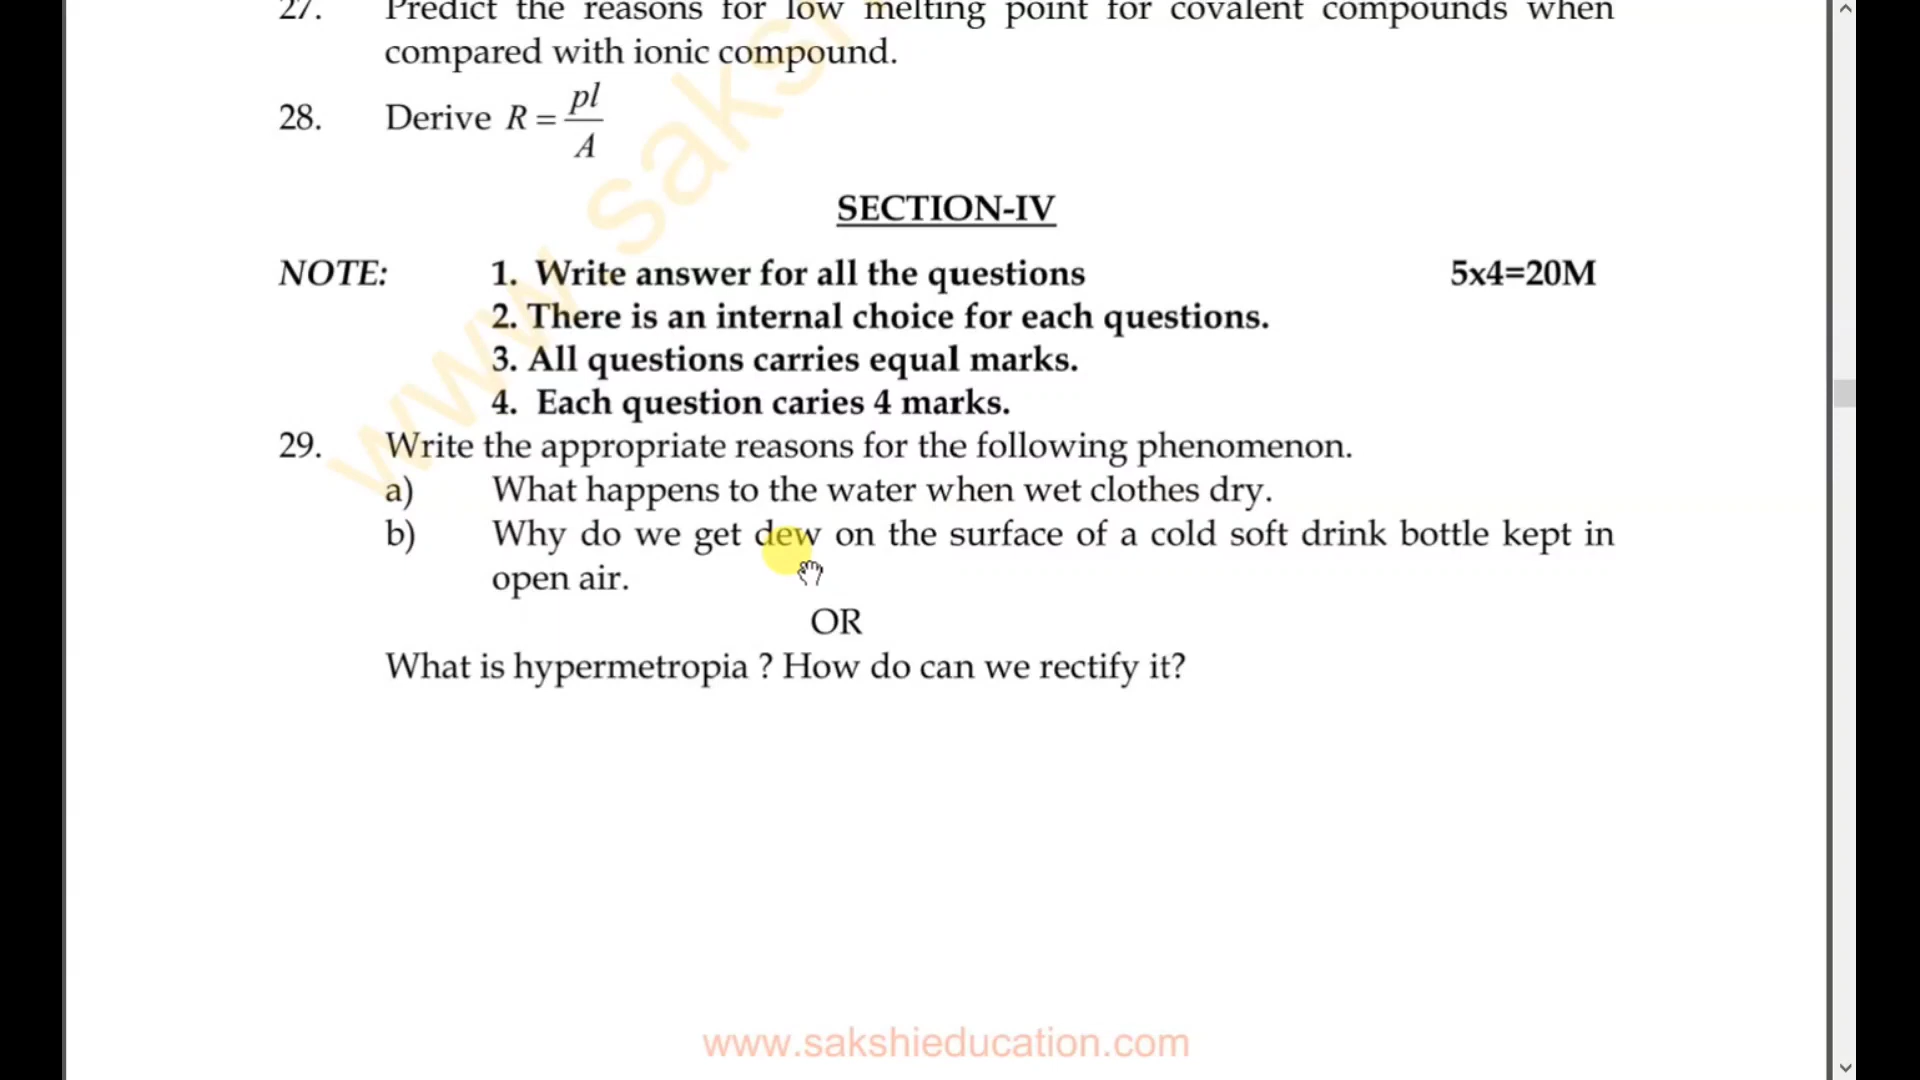 27. Predict the reasons for low melting point for covalent compounds when
compared with ionic compound.
28. Derive R = pl/A
SECTION-IV
NOTE: 1. Write answer for all the questions 5x4=20M
2. There is an internal choice for each questions.
3. All questions carries equal marks.
4. Each question caries 4 marks.
29. Write the appropriate reasons for the following phenomenon.
a) What happens to the water when wet clothes dry.
b) Why do we get dew on the surface of a cold soft drink bottle kept in
open air.
OR
What is hypermetropia ? How do can we rectify it?
www.sakshieducation.com
www.saksh